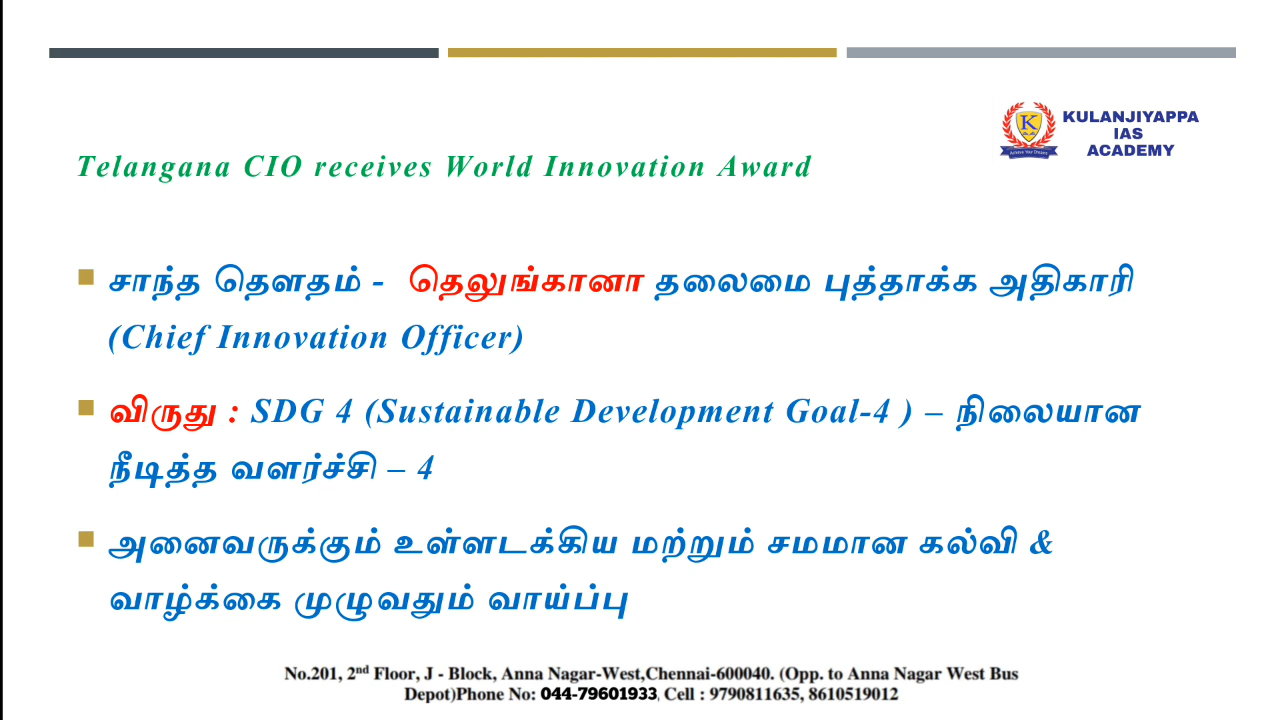 KULANJIYAPPA
IAS
ACADEMY
Telangana CIO receives World Innovation Award
சாந்த தௌதம் - தெலுங்கானா தலைமை புத்தாக்க அதிகாரி
(Chief Innovation Officer)
விருது : SDG 4 (Sustainable Development Goal-4 ) – நிலையான
நீடித்த வளர்ச்சி – 4
அனைவருக்கும் உள்ளடக்கிய மற்றும் சமமான கல்வி &
வாழ்க்கை முழுவதும் வாய்ப்பு
No.201, 2nd Floor, J - Block, Anna Nagar-West,Chennai-600040. (Opp. to Anna Nagar West Bus
Depot)Phone No: 044-79601933, Cell : 9790811635, 8610519012